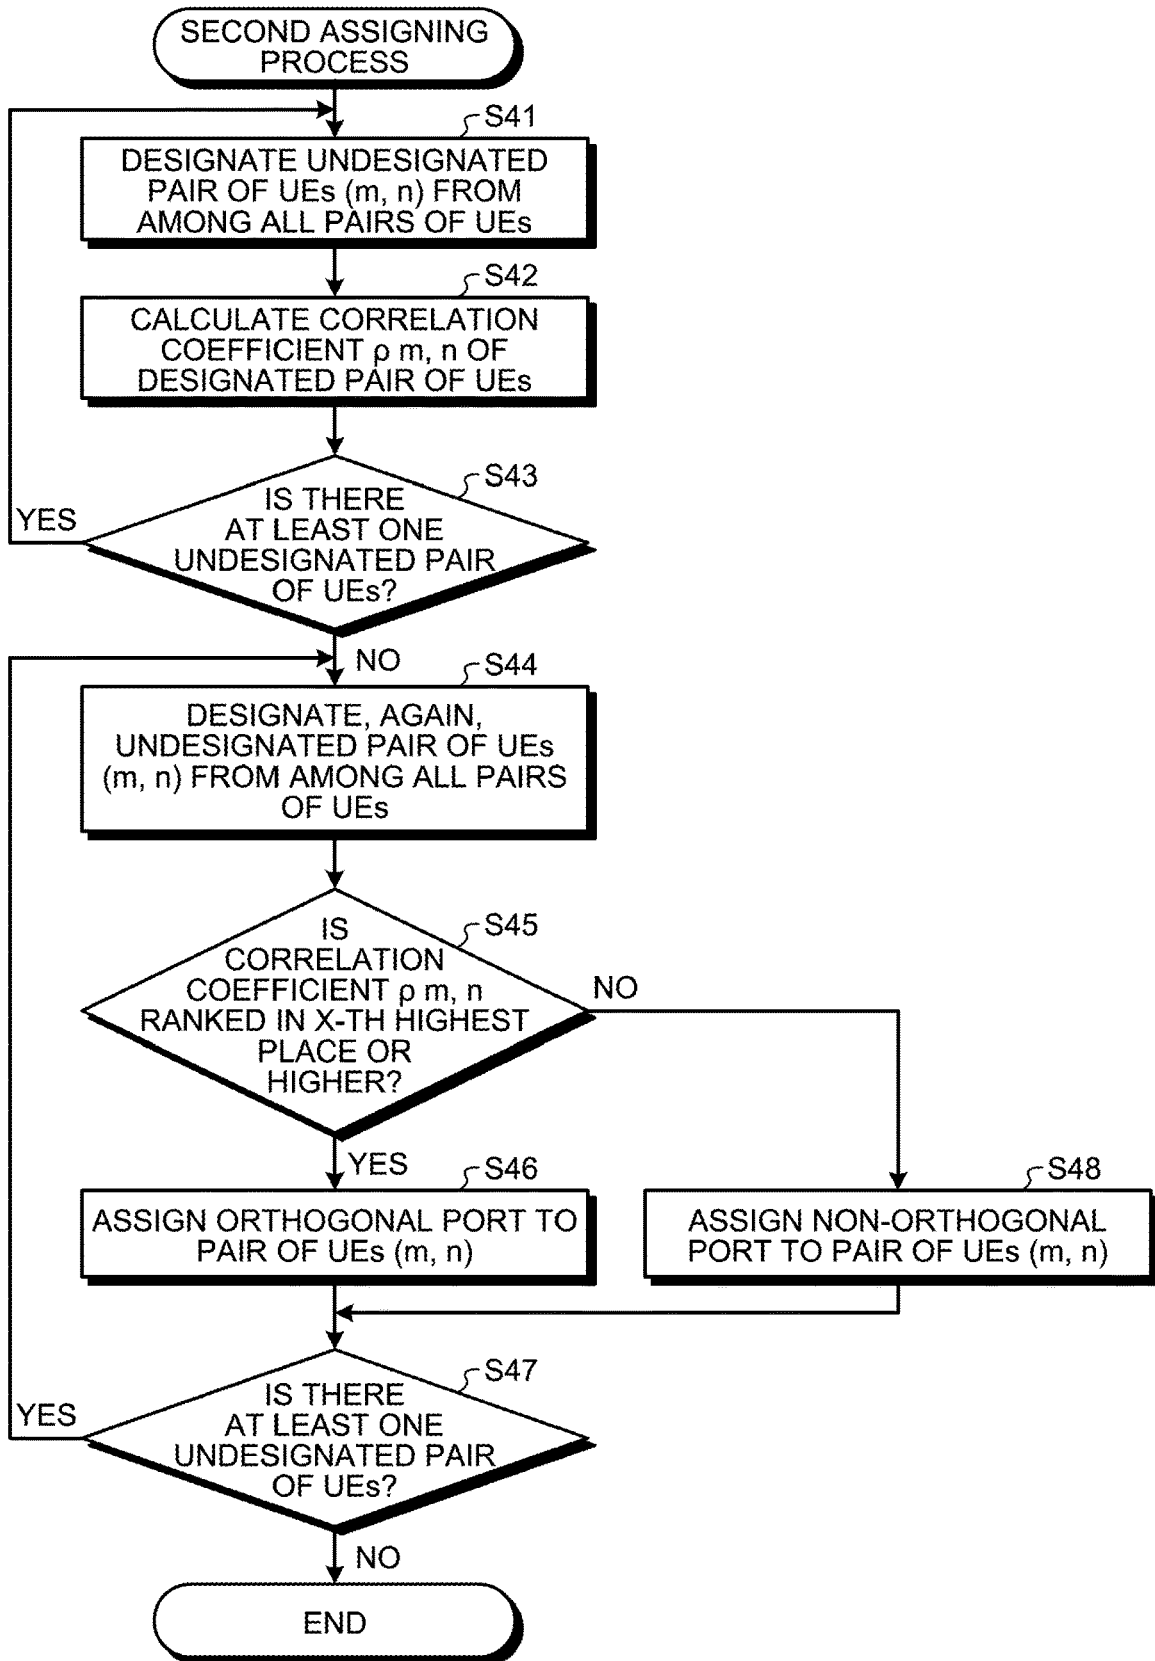 SECOND ASSIGNING
PROCESS
S41
DESIGNATE UNDESIGNATED
PAIR OF UEs (m, n) FROM
AMONG ALL PAIRS OF UEs
S42
CALCULATE CORRELATION
COEFFICIENT ρ m, n OF
DESIGNATED PAIR OF UEs
S43
IS THERE
AT LEAST ONE
UNDESIGNATED PAIR
OF UEs?
YES
NO
S44
DESIGNATE, AGAIN,
UNDESIGNATED PAIR OF UEs
(m, n) FROM AMONG ALL PAIRS
OF UEs
S45
IS
CORRELATION
COEFFICIENT ρ m, n
RANKED IN X-TH HIGHEST
PLACE OR
HIGHER?
NO
YES
S46
ASSIGN ORTHOGONAL PORT TO
PAIR OF UEs (m, n)
S48
ASSIGN NON-ORTHOGONAL
PORT TO PAIR OF UEs (m, n)
S47
IS THERE
AT LEAST ONE
UNDESIGNATED PAIR
OF UEs?
YES
NO
END